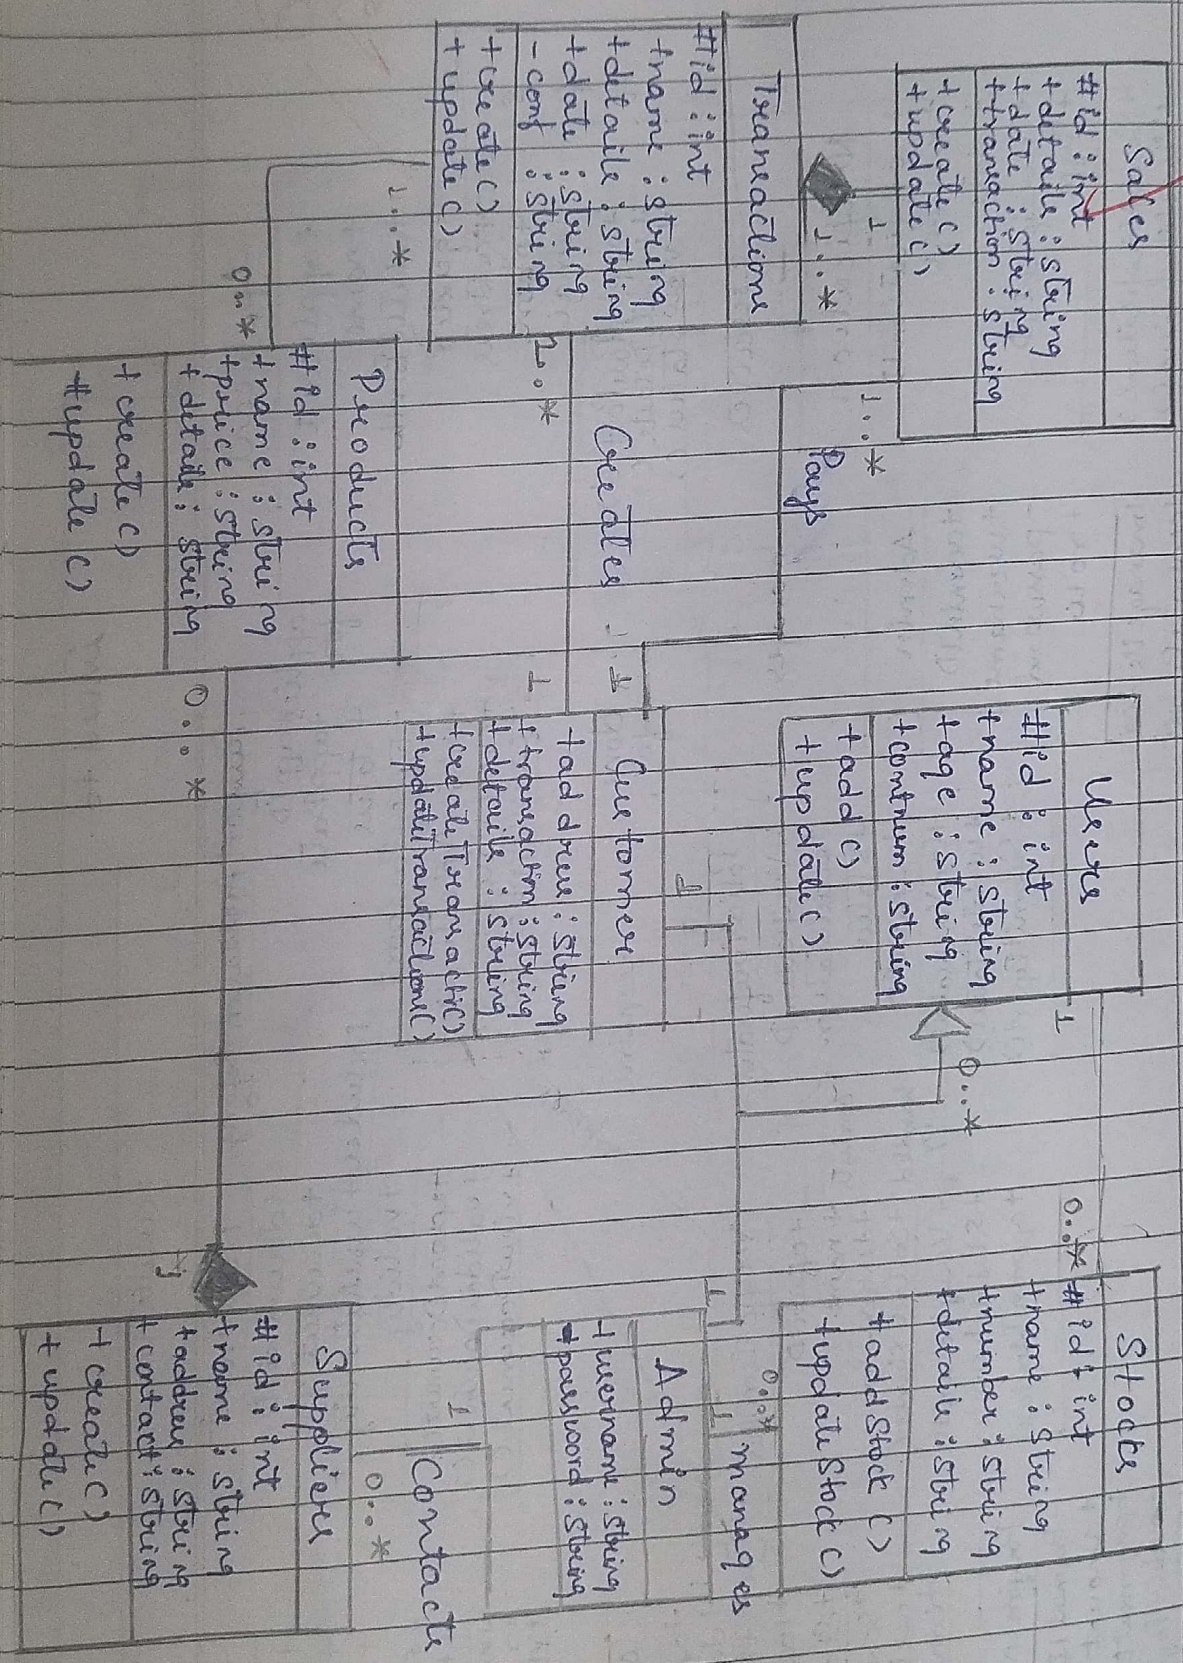 Sales
#id : int
+details : string
+date : string
+transaction : string
+create()
+update()
1
1...*
1...*
Pays
1
Users
#id : int
+name : string
+age : string
+contnum : string
+add()
+update()
1
0...*
0...*
Stocks
#id : int
+name : string
+number : string
+details : string
+addStock()
+updateStock()
0..*
manages
1
Transactions
#id : int
+name : string
+details : string
+date : string
-conf : string
+create()
+update()
1..*
Creates
1
Customer
+address : string
+transaction : string
+details : string
+createTransactn()
+updateTransactions()
1
1
Admin
+username : string
+password : string
1
Contacts
0..*
1...*
0..*
Products
#id : int
+name : string
+price : string
+details : string
+create()
#update()
0..*
1
Suppliers
#id : int
+name : string
+address : string
+contact : string
+create()
+update()